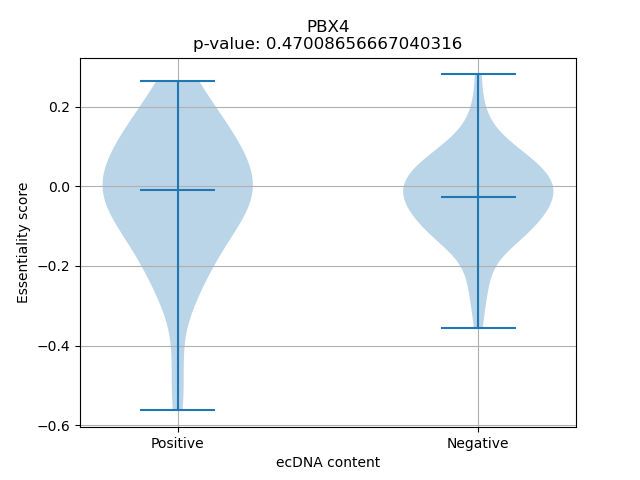 PBX4
p-value: 0.47008656667040316
Essentiality score
0.2
0.0
−0.2
−0.4
−0.6
Positive
Negative
ecDNA content